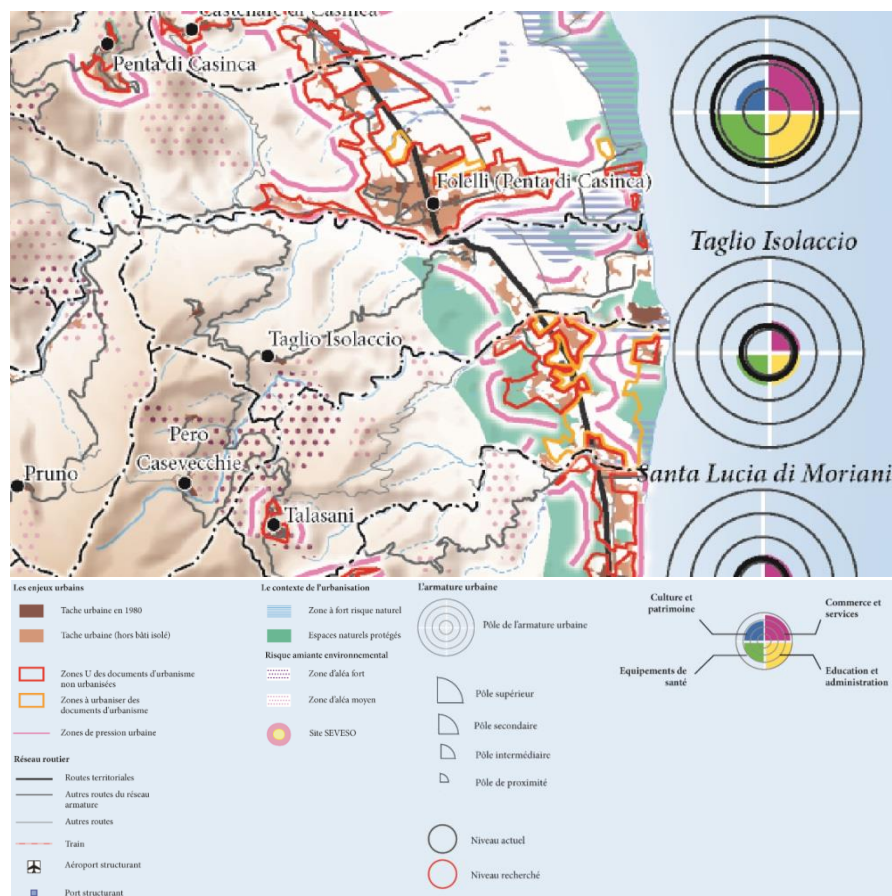 Castellare di Casinca
Penta di Casinca
Folelli (Penta di Casinca)
Taglio Isolaccio
Taglio Isolaccio
Pero
Casevecchie
Pruno
Talasani
Santa Lucia di Moriani
Les enjeux urbains
Tache urbaine en 1980
Tache urbaine (hors bâti isolé)
Zones U des documents d'urbanisme
non urbanisées
Zones à urbaniser des
documents d'urbanisme
Zones de pression urbaine
Réseau routier
Routes territoriales
Autres routes du réseau
armature
Autres routes
Train
Aéroport structurant
Port structurant
Le contexte de l'urbanisation
Zone à fort risque naturel
Espaces naturels protégés
Risque amiante environnemental
Zone d'aléa fort
Zone d'aléa moyen
Site SEVESO
L'armature urbaine
Pôle de l'armature urbaine
Pôle supérieur
Pôle secondaire
Pôle intermédiaire
Pôle de proximité
Niveau actuel
Niveau recherché
Culture et
patrimoine
Commerce et
services
Equipements de
santé
Education et
administration